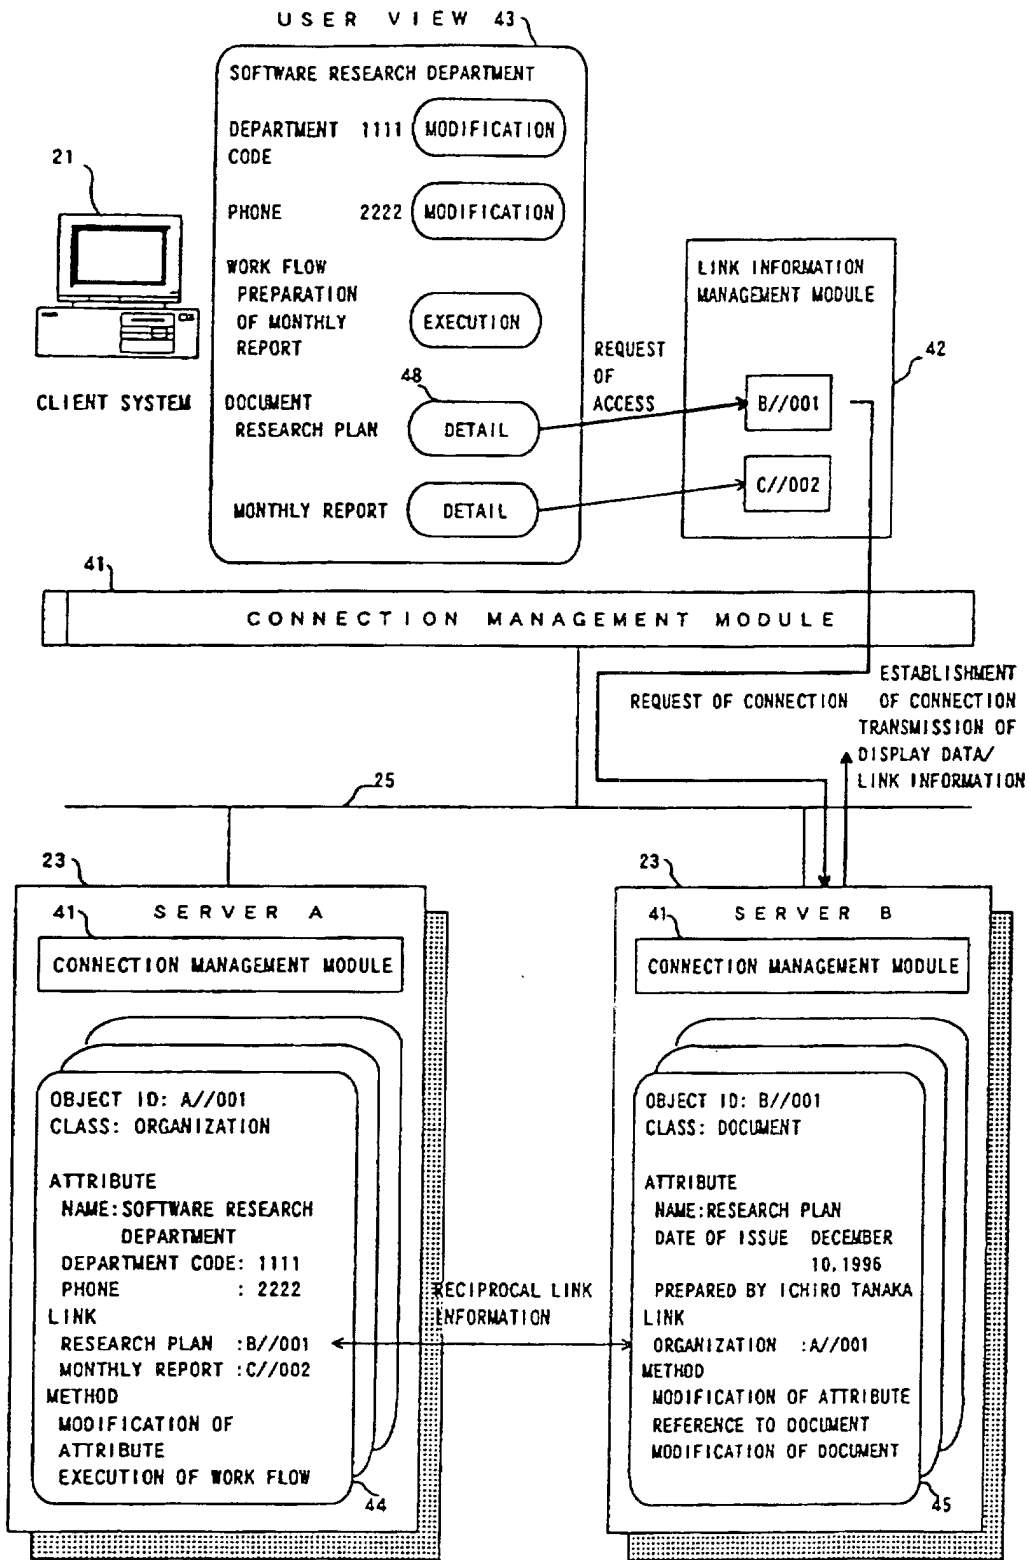 USER VIEW 43
SOFTWARE RESEARCH DEPARTMENT
DEPARTMENT 1111 MODIFICATION
CODE
21
PHONE 2222 MODIFICATION
WORK FLOW
PREPARATION
OF MONTHLY
REPORT
EXECUTION
CLIENT SYSTEM
DOCUMENT
RESEARCH PLAN
48
DETAIL
MONTHLY REPORT DETAIL
REQUEST
OF
ACCESS
LINK INFORMATION
MANAGEMENT MODULE
42
B//001
C//002
41
CONNECTION MANAGEMENT MODULE
REQUEST OF CONNECTION
ESTABLISHMENT
OF CONNECTION
TRANSMISSION OF
DISPLAY DATA/
LINK INFORMATION
25
23
SERVER A
41
CONNECTION MANAGEMENT MODULE
OBJECT ID: A//001
CLASS: ORGANIZATION
ATTRIBUTE
NAME:SOFTWARE RESEARCH
DEPARTMENT
DEPARTMENT CODE: 1111
PHONE : 2222
LINK
RESEARCH PLAN :B//001
MONTHLY REPORT :C//002
METHOD
MODIFICATION OF
ATTRIBUTE
EXECUTION OF WORK FLOW
44
RECIPROCAL LINK
INFORMATION
23
SERVER B
41
CONNECTION MANAGEMENT MODULE
OBJECT ID: B//001
CLASS: DOCUMENT
ATTRIBUTE
NAME:RESEARCH PLAN
DATE OF ISSUE DECEMBER
10,1996
PREPARED BY ICHIRO TANAKA
LINK
ORGANIZATION :A//001
METHOD
MODIFICATION OF ATTRIBUTE
REFERENCE TO DOCUMENT
MODIFICATION OF DOCUMENT
45